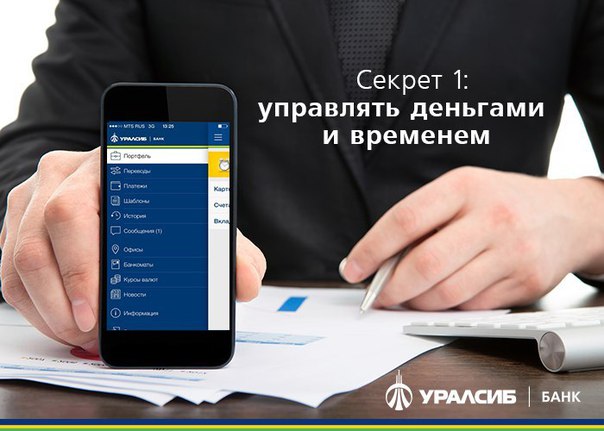 Секрет 1:
управлять деньгами
и временем
MTS RUS 3G 13:25
УРАЛСИБ | БАНК
Портфель
Переводы
Платежи
Шаблоны
История
Сообщения (1)
Офисы
Банкоматы
Курсы валют
Новости
Информация
Карт
Счета
Вкла
УРАЛСИБ | БАНК